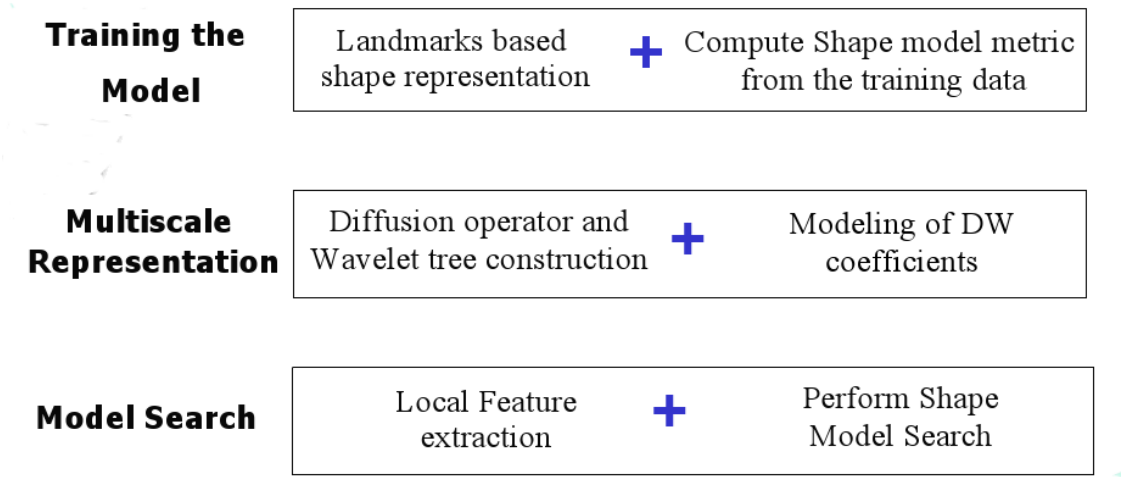 Training the
Model
Landmarks based
shape representation
+
Compute Shape model metric
from the training data
Multiscale
Representation
Diffusion operator and
Wavelet tree construction
+
Modeling of DW
coefficients
Model Search
Local Feature
extraction
+
Perform Shape
Model Search